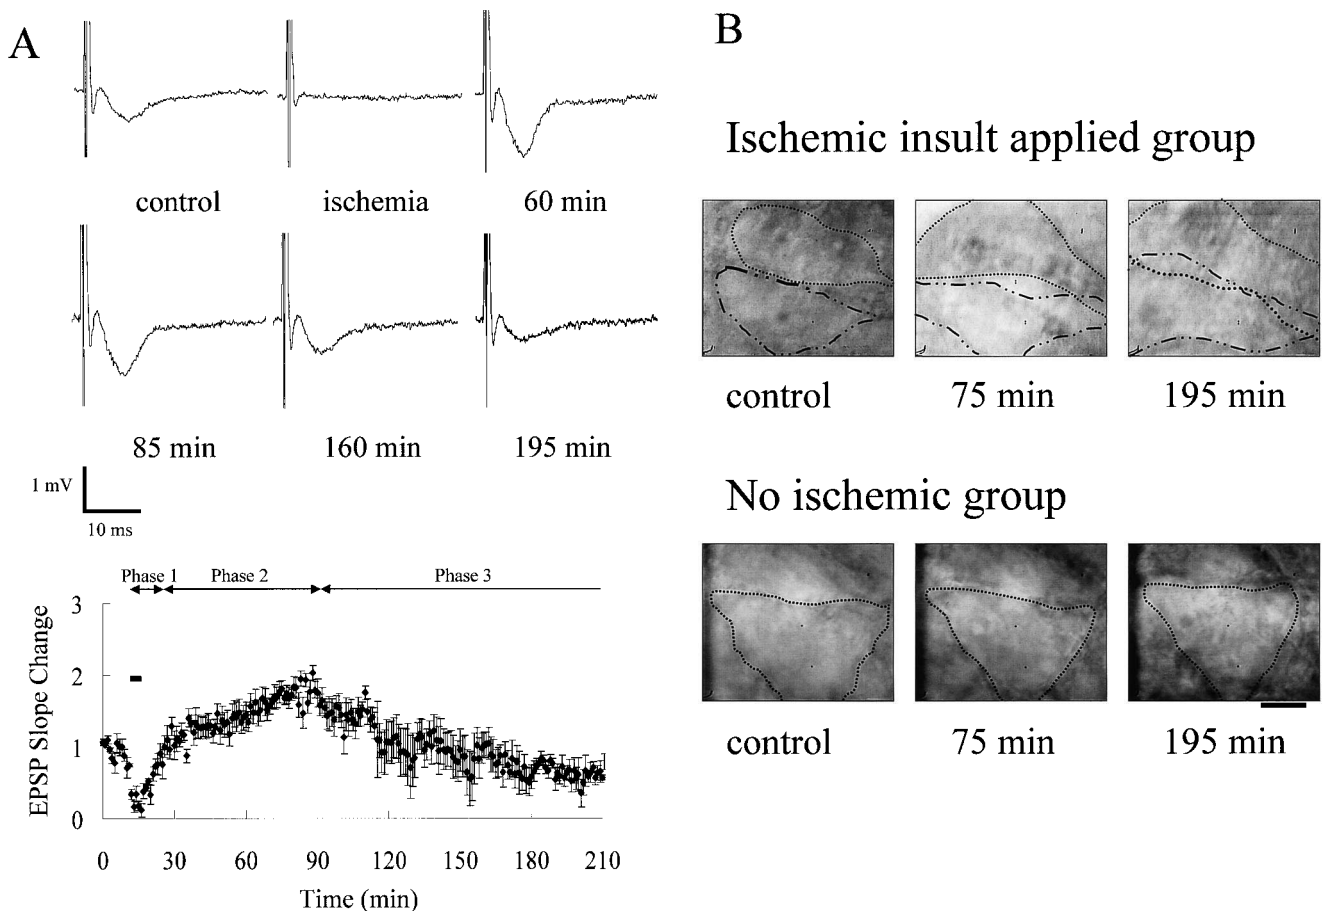 A
control
ischemia
60 min
85 min
160 min
195 min
1 mV
10 ms
Phase 1
Phase 2
Phase 3
EPSP Slope Change
3
2
1
0
0 30 60 90 120 150 180 210
Time (min)
B
Ischemic insult applied group
control
75 min
195 min
No ischemic group
control
75 min
195 min